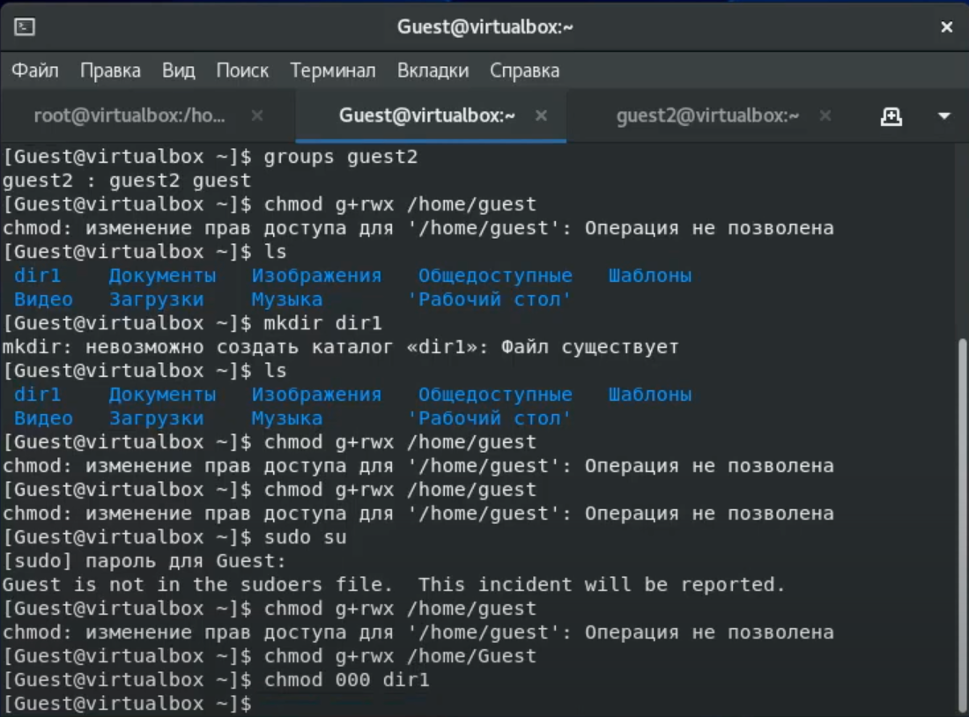 Guest@virtualbox:~
Файл Правка Вид Поиск Терминал Вкладки Справка
root@virtualbox:/ho... Guest@virtualbox:~ guest2@virtualbox:~
[Guest@virtualbox ~]$ groups guest2
guest2 : guest2 guest
[Guest@virtualbox ~]$ chmod g+rwx /home/guest
chmod: изменение прав доступа для '/home/guest': Операция не позволена
[Guest@virtualbox ~]$ ls
dir1 Документы Изображения Общедоступные Шаблоны
Видео Загрузки Музыка 'Рабочий стол'
[Guest@virtualbox ~]$ mkdir dir1
mkdir: невозможно создать каталог «dir1»: Файл существует
[Guest@virtualbox ~]$ ls
dir1 Документы Изображения Общедоступные Шаблоны
Видео Загрузки Музыка 'Рабочий стол'
[Guest@virtualbox ~]$ chmod g+rwx /home/guest
chmod: изменение прав доступа для '/home/guest': Операция не позволена
[Guest@virtualbox ~]$ chmod g+rwx /home/guest
chmod: изменение прав доступа для '/home/guest': Операция не позволена
[Guest@virtualbox ~]$ sudo su
[sudo] пароль для Guest:
Guest is not in the sudoers file.  This incident will be reported.
[Guest@virtualbox ~]$ chmod g+rwx /home/guest
chmod: изменение прав доступа для '/home/guest': Операция не позволена
[Guest@virtualbox ~]$ chmod g+rwx /home/Guest
[Guest@virtualbox ~]$ chmod 000 dir1
[Guest@virtualbox ~]$